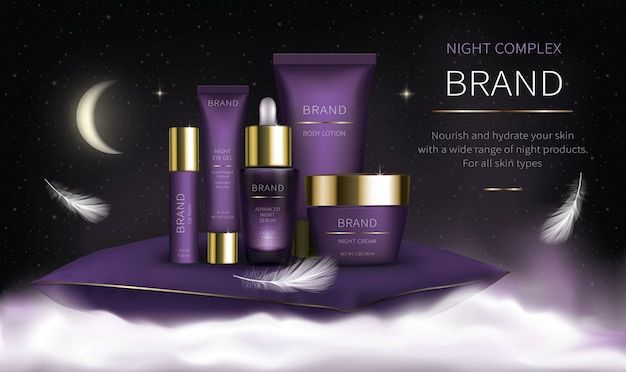 NIGHT COMPLEX
BRAND
Nourish and hydrate your skin
with a wide range of night products.
For all skin types
BRAND
BRAND
NIGHT
EYE GEL
BRAND
ADVANCED
NIGHT
SERUM
BRAND
BODY LOTION
BRAND
NIGHT CREAM